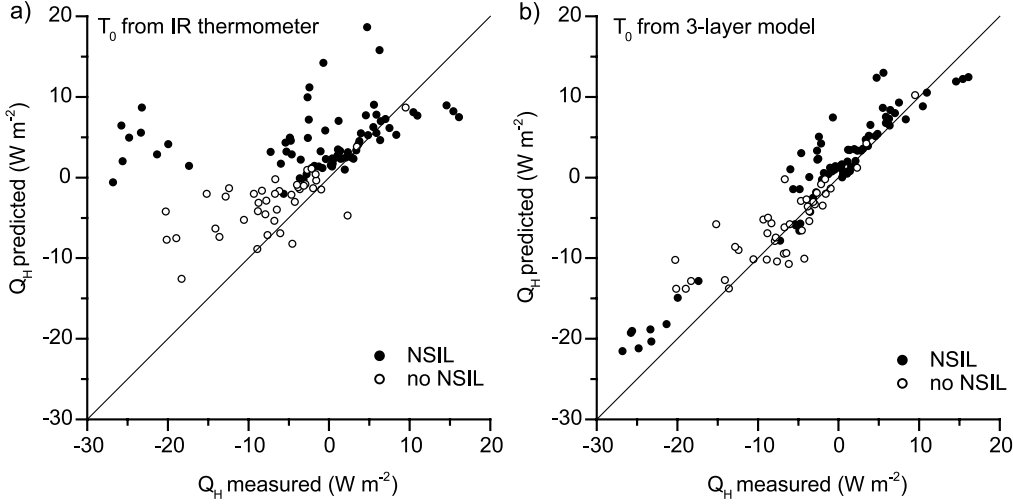 a)
T0 from IR thermometer
20
10
0
-10
-20
-30
QH predicted (W m-2)
NSIL
no NSIL
-30
-20
-10
0
10
20
QH measured (W m-2)
b)
T0 from 3-layer model
20
10
0
-10
-20
-30
QH predicted (W m-2)
NSIL
no NSIL
-30
-20
-10
0
10
20
QH measured (W m-2)